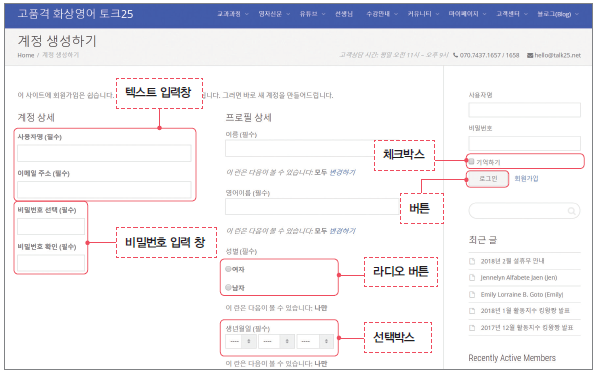 고품격 화상영어 토크25
교과과정 영자신문 유튜브 선생님 수강안내 커뮤니티 마이페이지 고객센터 블로그(Blog)
계정 생성하기
Home / 계정 생성하기
고객상담 시간: 평일 오전 11시 ~ 오후 9시 070.7437.1657 / 1658 hello@talk25.net
이 사이트에 회원가입은 쉽습니다.
니다. 그러면 바로 새 계정을 만들어드립니다.
텍스트 입력창
계정 상세
사용자명 (필수)
이메일 주소 (필수)
비밀번호 선택 (필수)
비밀번호 확인 (필수)
비밀번호 입력 창
프로필 상세
이름 (필수)
이 란은 다음이 볼 수 있습니다: 모두 변경하기
영어이름 (필수)
이 란은 다음이 볼 수 있습니다: 모두 변경하기
성별 (필수)
여자
남자
이 란은 다음이 볼 수 있습니다: 나만
생년월일 (필수)
---- ---- ----
이 란은 다음이 볼 수 있습니다: 나만
체크박스
버튼
라디오 버튼
선택박스
사용자명
비밀번호
기억하기
로그인 회원가입
최근 글
2018년 2월 설휴무 안내
Jennelyn Alfabete Jaen (Jen)
Emily Lorraine B. Goto (Emily)
2018년 1월 활동지수 킹왕짱 발표
2017년 12월 활동지수 킹왕짱 발표
Recently Active Members